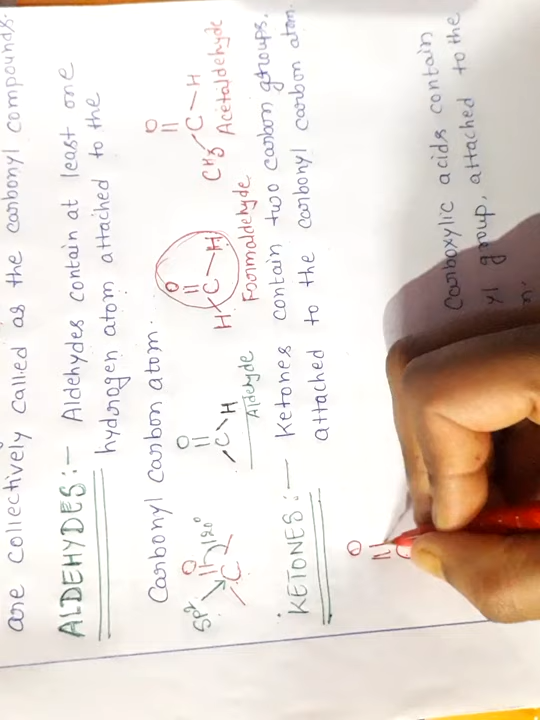 are collectively called as the carbonyl compounds.
ALDEHYDES:- Aldehydes contain at least one
hydrogen atom attached to the
Carbonyl carbon atom.
SP² O 120° C
O C H Aldehyde
O H C H Formaldehyde
O CH₃ C H Acetaldehyde
KETONES:- Ketones contain two carbon groups,
attached to the carbonyl carbon atom.
O
C
Carboxylic acids contain
yl group, attached to the